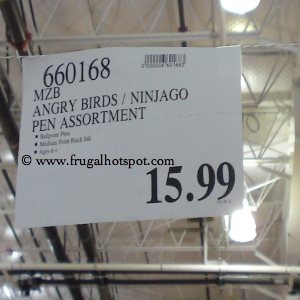 660168
MZB
ANGRY BIRDS / NINJAGO
PEN ASSORTMENT
• Ballpoint Pens
• Medium Point Black Ink
• Ages 6+
www.frugalhotspot.com
15.99